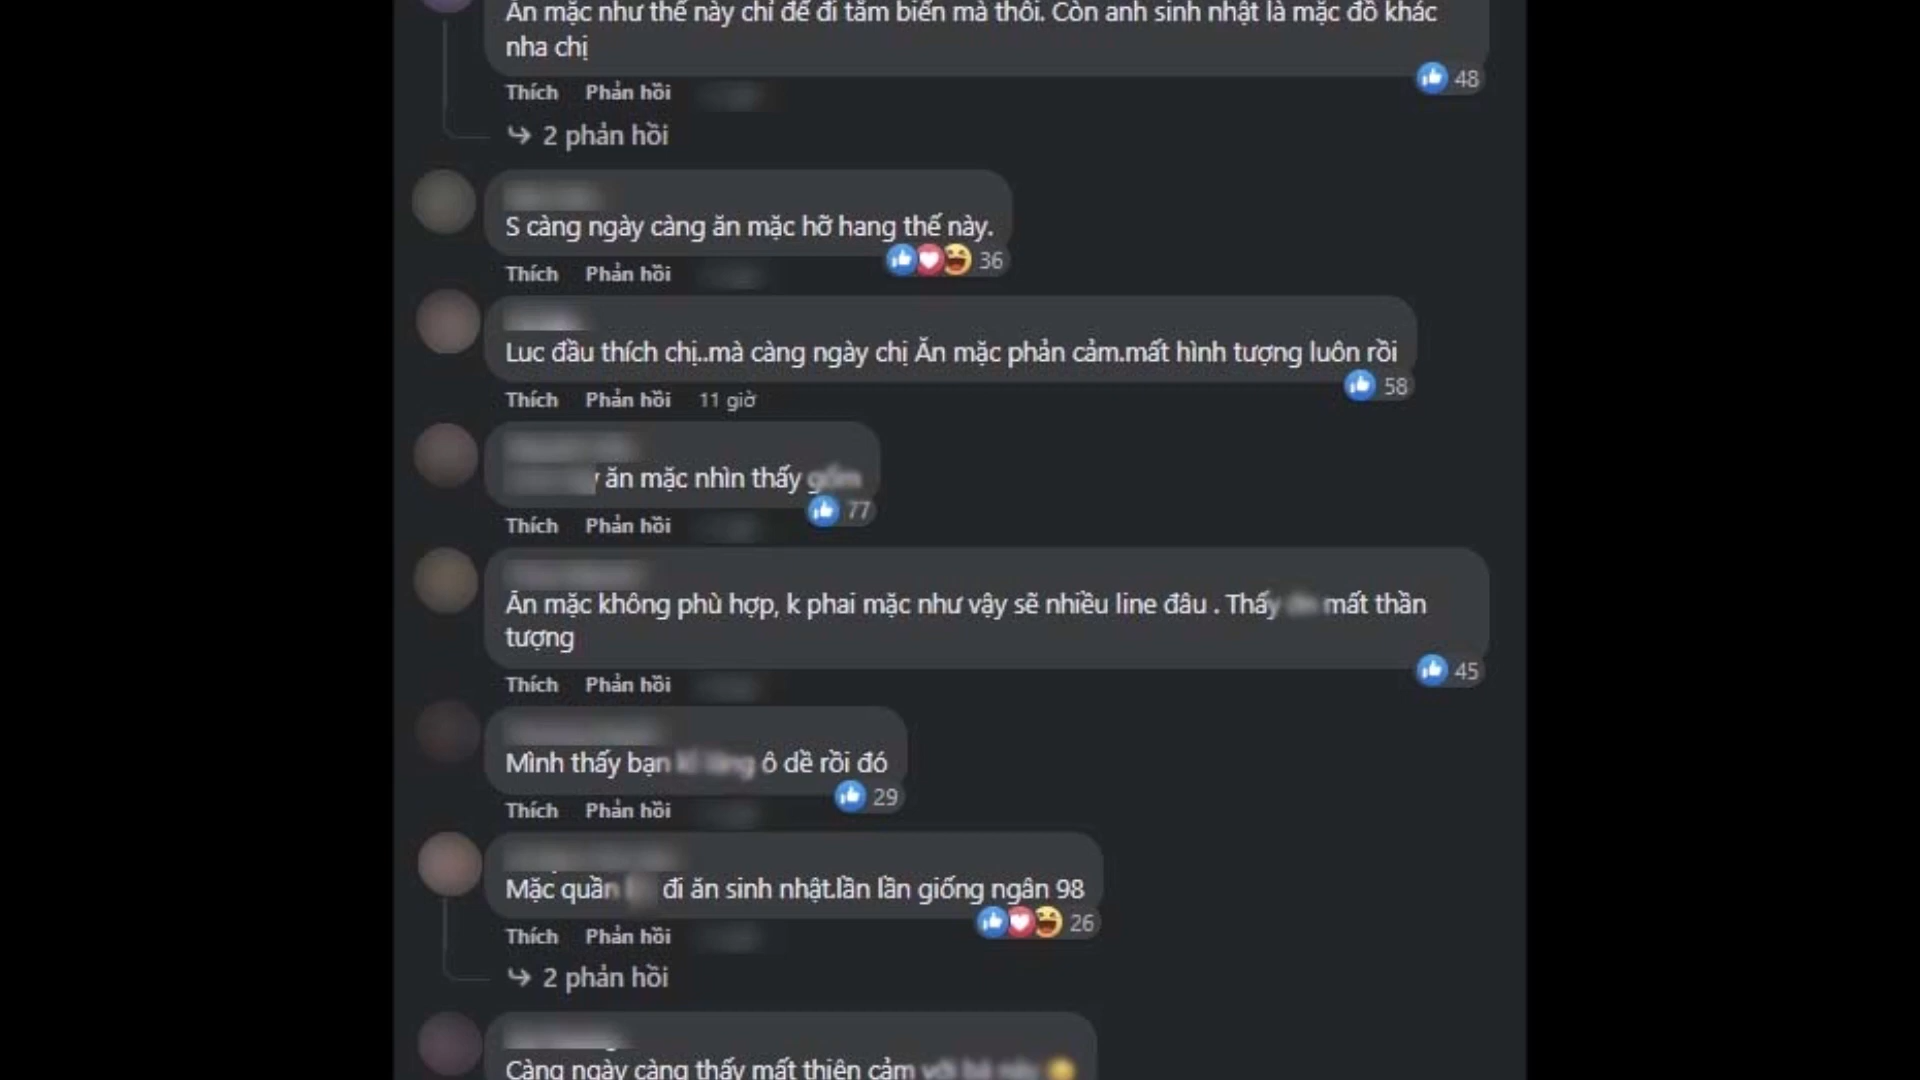 Ăn mặc như thế này chỉ để đi tắm biển mà thôi. Còn anh sinh nhật là mặc đồ khác
nha chị
Thích Phản hồi
48
2 phản hồi
S càng ngày càng ăn mặc hỡ hang thế này.
36
Thích Phản hồi
Luc đầu thích chị..mà càng ngày chị Ăn mặc phản cảm.mất hình tượng luôn rồi
58
Thích Phản hồi 11 giờ
ăn mặc nhìn thấy gốm
77
Thích Phản hồi
Ăn mặc không phù hợp, k phai mặc như vậy sẽ nhiều line đâu . Thấy mất thần
tượng
45
Thích Phản hồi
Mình thấy bạn ô dề rồi đó
29
Thích Phản hồi
Mặc quần đi ăn sinh nhật.lần lần giống ngân 98
26
Thích Phản hồi
2 phản hồi
Càng ngày càng thấy mất thiện cảm